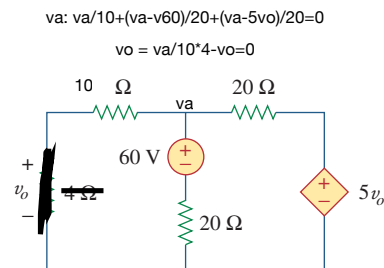 va: va/10+(va-v60)/20+(va-5vo)/20=0
vo = va/10*4-vo=0
10 Ω
va
20 Ω
+
60 V
+
−
+
vo
−
4 Ω
20 Ω
+
−
5vo